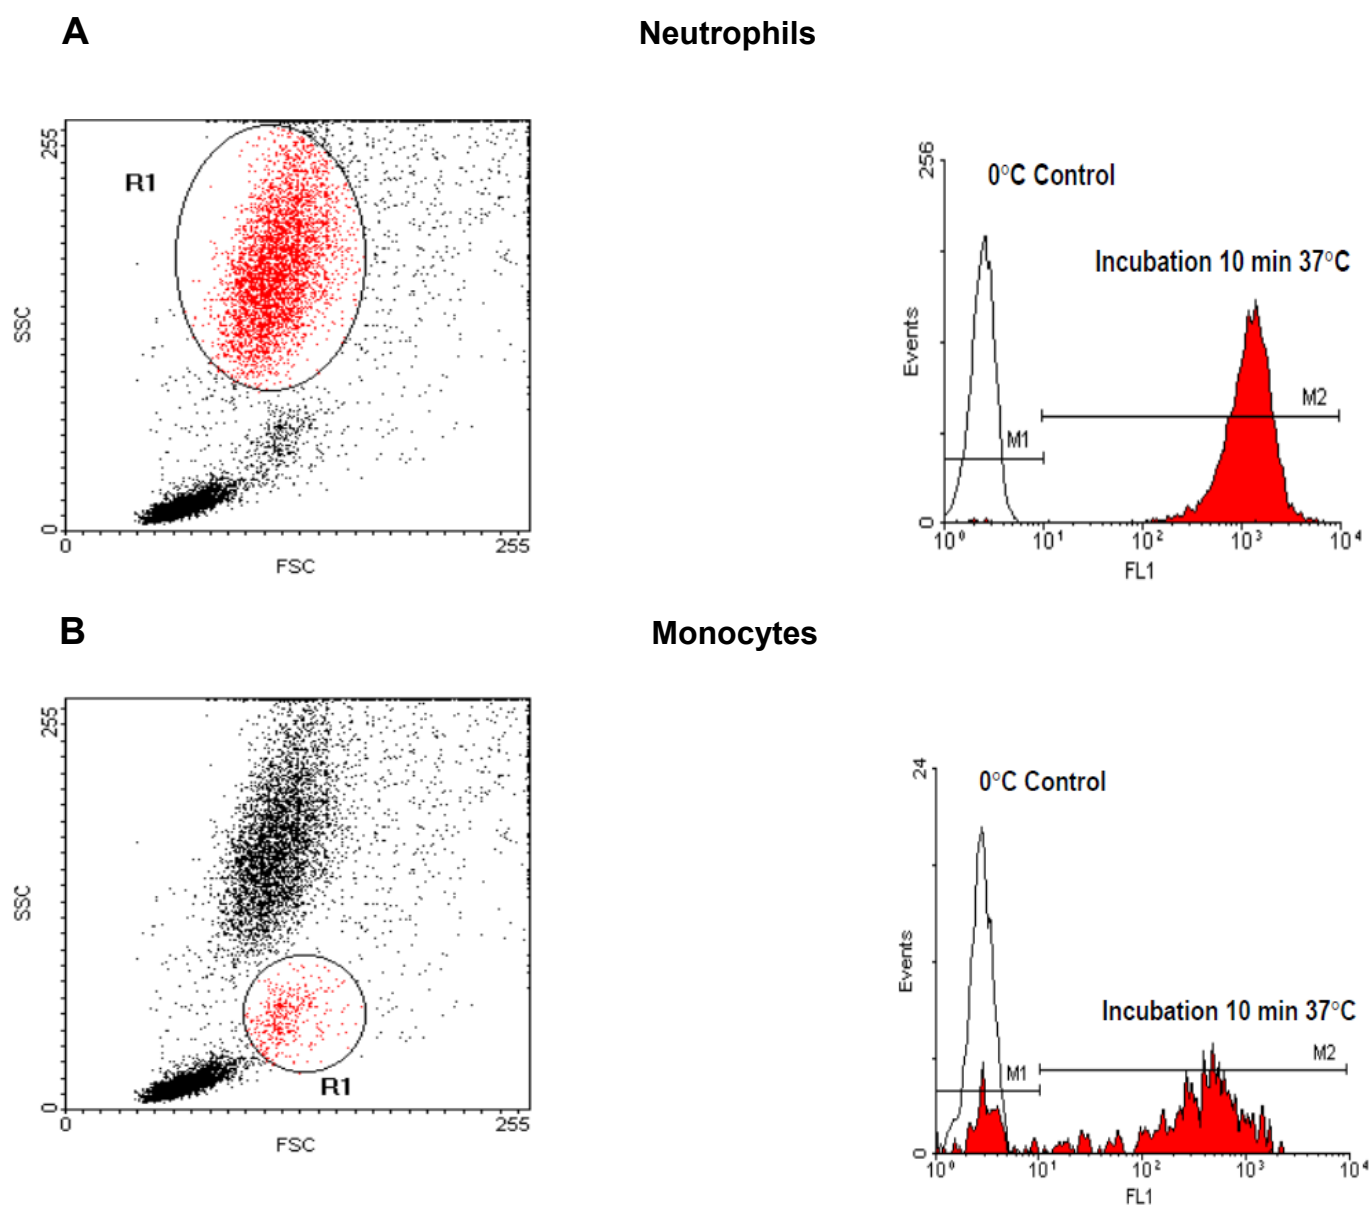 A
Neutrophils
255
R1
SSC
0
0
255
FSC
256
0°C Control
Incubation 10 min 37°C
Events
M2
M1
0
10⁰
10¹
10²
10³
10⁴
FL1
B
Monocytes
255
SSC
R1
0
0
255
FSC
24
0°C Control
Events
Incubation 10 min 37°C
M2
M1
0
10⁰
10¹
10²
10³
10⁴
FL1